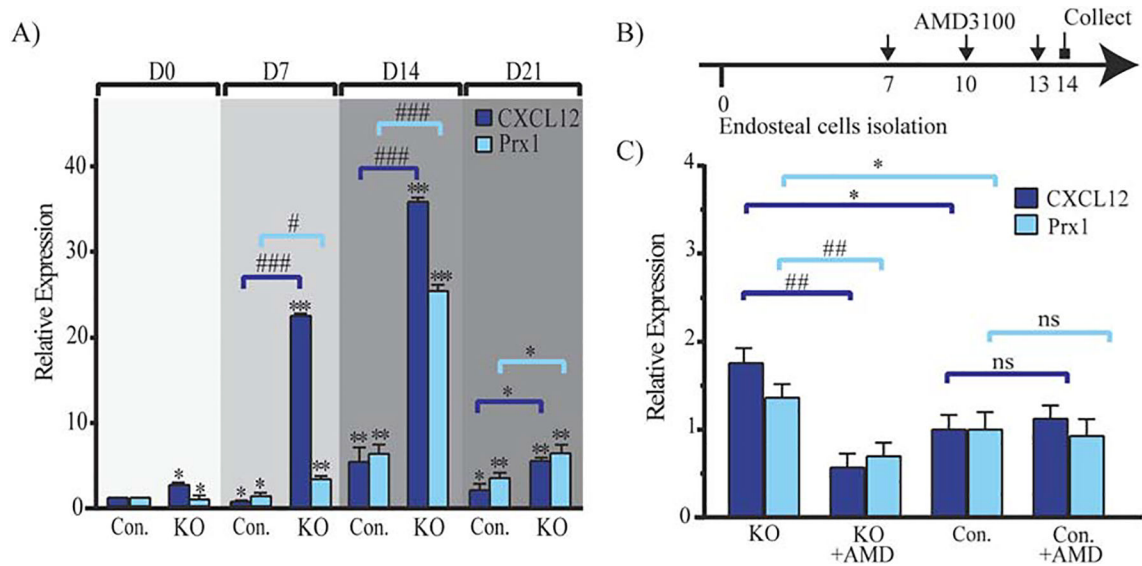 A)
D0 D7 D14 D21
CXCL12
Prx1
###
###
#
###
*
*
Relative Expression
40
30
20
10
0
* * * * *** ** ** ** *** *** * ** ** **
Con. KO Con. KO Con. KO Con. KO
B)
AMD3100
Collect
7 10 13 14
0
Endosteal cells isolation
C)
CXCL12
Prx1
*
*
##
##
ns
ns
Relative Expression
4
3
2
1
0
KO KO Con. Con.
+AMD +AMD